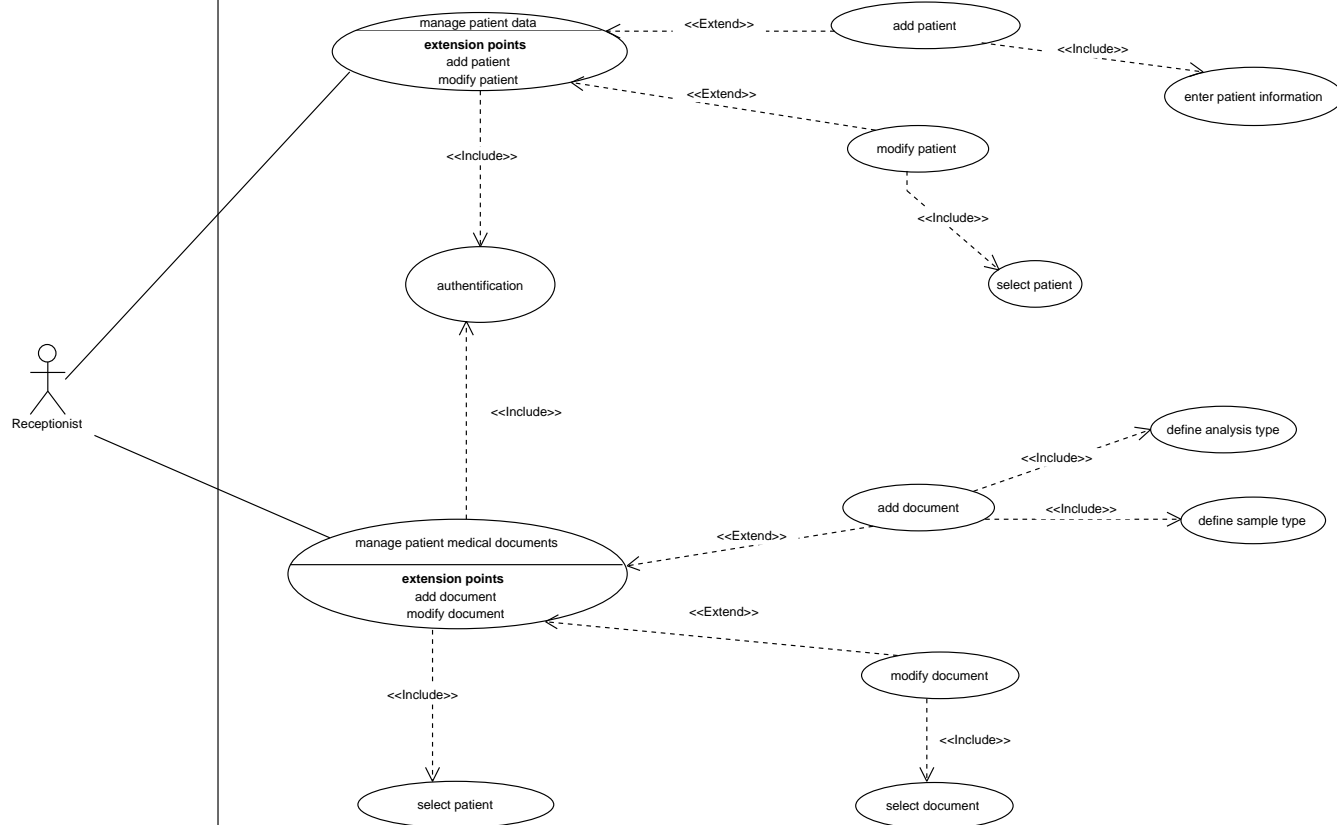 manage patient data
extension points
add patient
modify patient
<<Extend>>
add patient
<<Include>>
enter patient information
<<Extend>>
modify patient
<<Include>>
<<Include>>
select patient
authentification
Receptionist
<<Include>>
define analysis type
<<Include>>
add document
<<Include>>
define sample type
<<Extend>>
manage patient medical documents
extension points
add document
modify document
<<Extend>>
modify document
<<Include>>
<<Include>>
select patient
select document